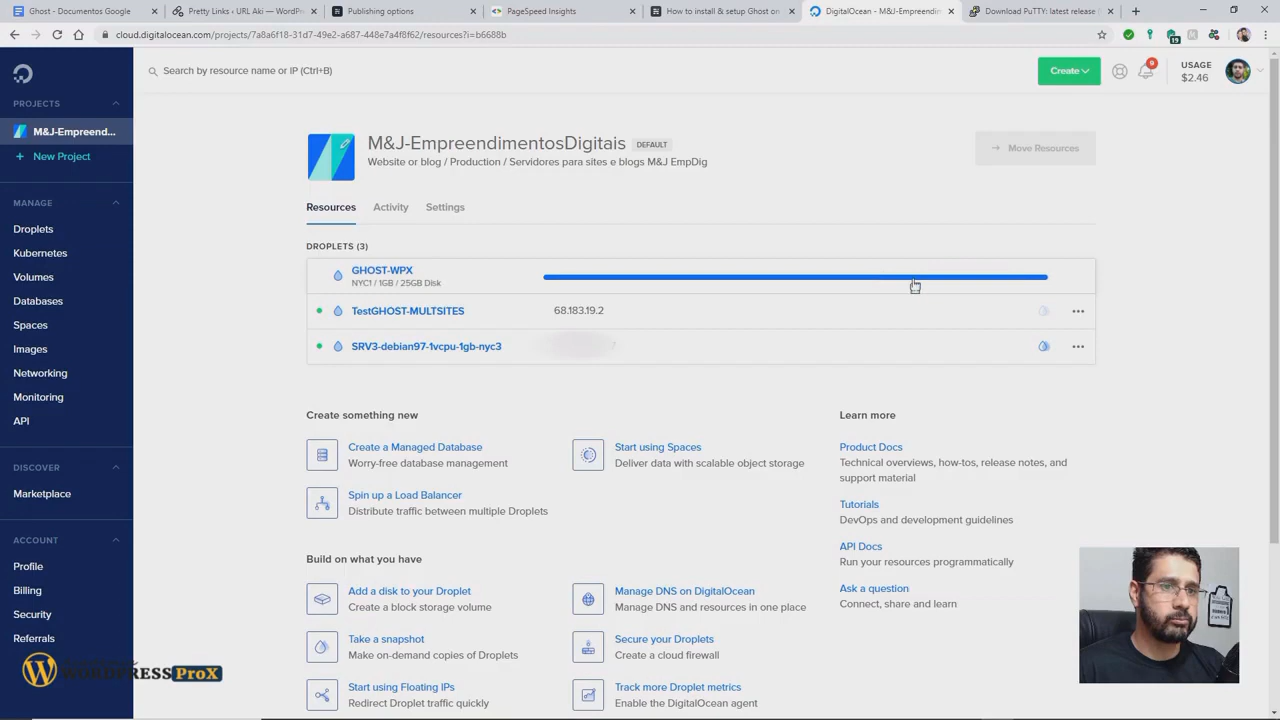 Ghost - Documentos Google
Pretty Links ‹ URL Aki — WordPr
Publishing options
PageSpeed Insights
How to install & setup Ghost on
DigitalOcean - M&J-Empreendim
Download PuTTY: latest release (
cloud.digitalocean.com/projects/7a8a6f18-31d7-49e2-a687-448e7a4f8f62/resources?i=b6688b
19
Search by resource name or IP (Ctrl+B)
Create
9
USAGE
$2.46
PROJECTS
M&J-Empreend...
+ New Project
MANAGE
Droplets
Kubernetes
Volumes
Databases
Spaces
Images
Networking
Monitoring
API
DISCOVER
Marketplace
ACCOUNT
Profile
Billing
Security
Referrals
M&J-EmpreendimentosDigitais
DEFAULT
Website or blog / Production / Servidores para sites e blogs M&J EmpDig
→ Move Resources
Resources
Activity
Settings
DROPLETS (3)
GHOST-WPX
NYC1 / 1GB / 25GB Disk
TestGHOST-MULTSITES
68.183.19.2
SRV3-debian97-1vcpu-1gb-nyc3
Create something new
Create a Managed Database
Worry-free database management
Start using Spaces
Deliver data with scalable object storage
Spin up a Load Balancer
Distribute traffic between multiple Droplets
Build on what you have
Add a disk to your Droplet
Create a block storage volume
Manage DNS on DigitalOcean
Manage DNS and resources in one place
Take a snapshot
Make on-demand copies of Droplets
Secure your Droplets
Create a cloud firewall
Start using Floating IPs
Redirect Droplet traffic quickly
Track more Droplet metrics
Enable the DigitalOcean agent
Learn more
Product Docs
Technical overviews, how-tos, release notes, and
support material
Tutorials
DevOps and development guidelines
API Docs
Run your resources programmatically
Ask a question
Connect, share and learn
WORDPRESS ProX